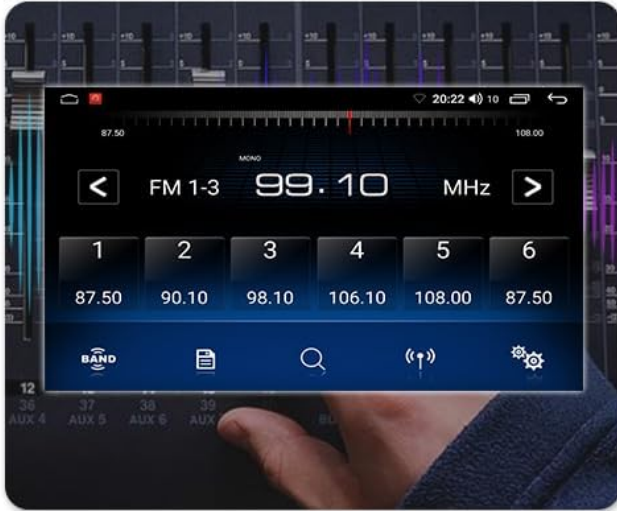 20:22 10
87.50 108.00
MONO
FM 1-3 99.10 MHz
1 2 3 4 5 6
87.50 90.10 98.10 106.10 108.00 87.50
BAND
12
36 37 38 39
AUX 4 AUX 5 AUX 6 AUX